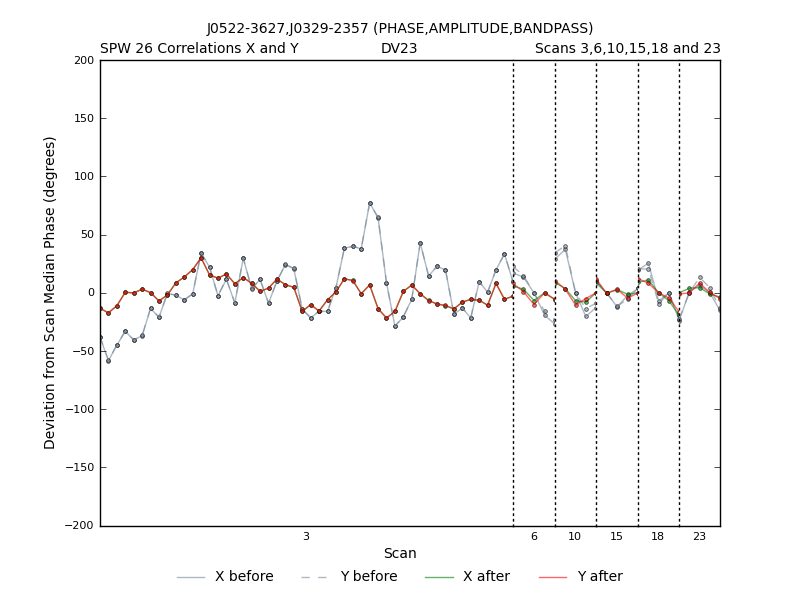 J0522-3627,J0329-2357 (PHASE,AMPLITUDE,BANDPASS)
SPW 26 Correlations X and Y DV23 Scans 3,6,10,15,18 and 23
200
150
100
50
0
−50
−100
−150
−200
Deviation from Scan Median Phase (degrees)
3 6 10 15 18 23
Scan
X before Y before X after Y after